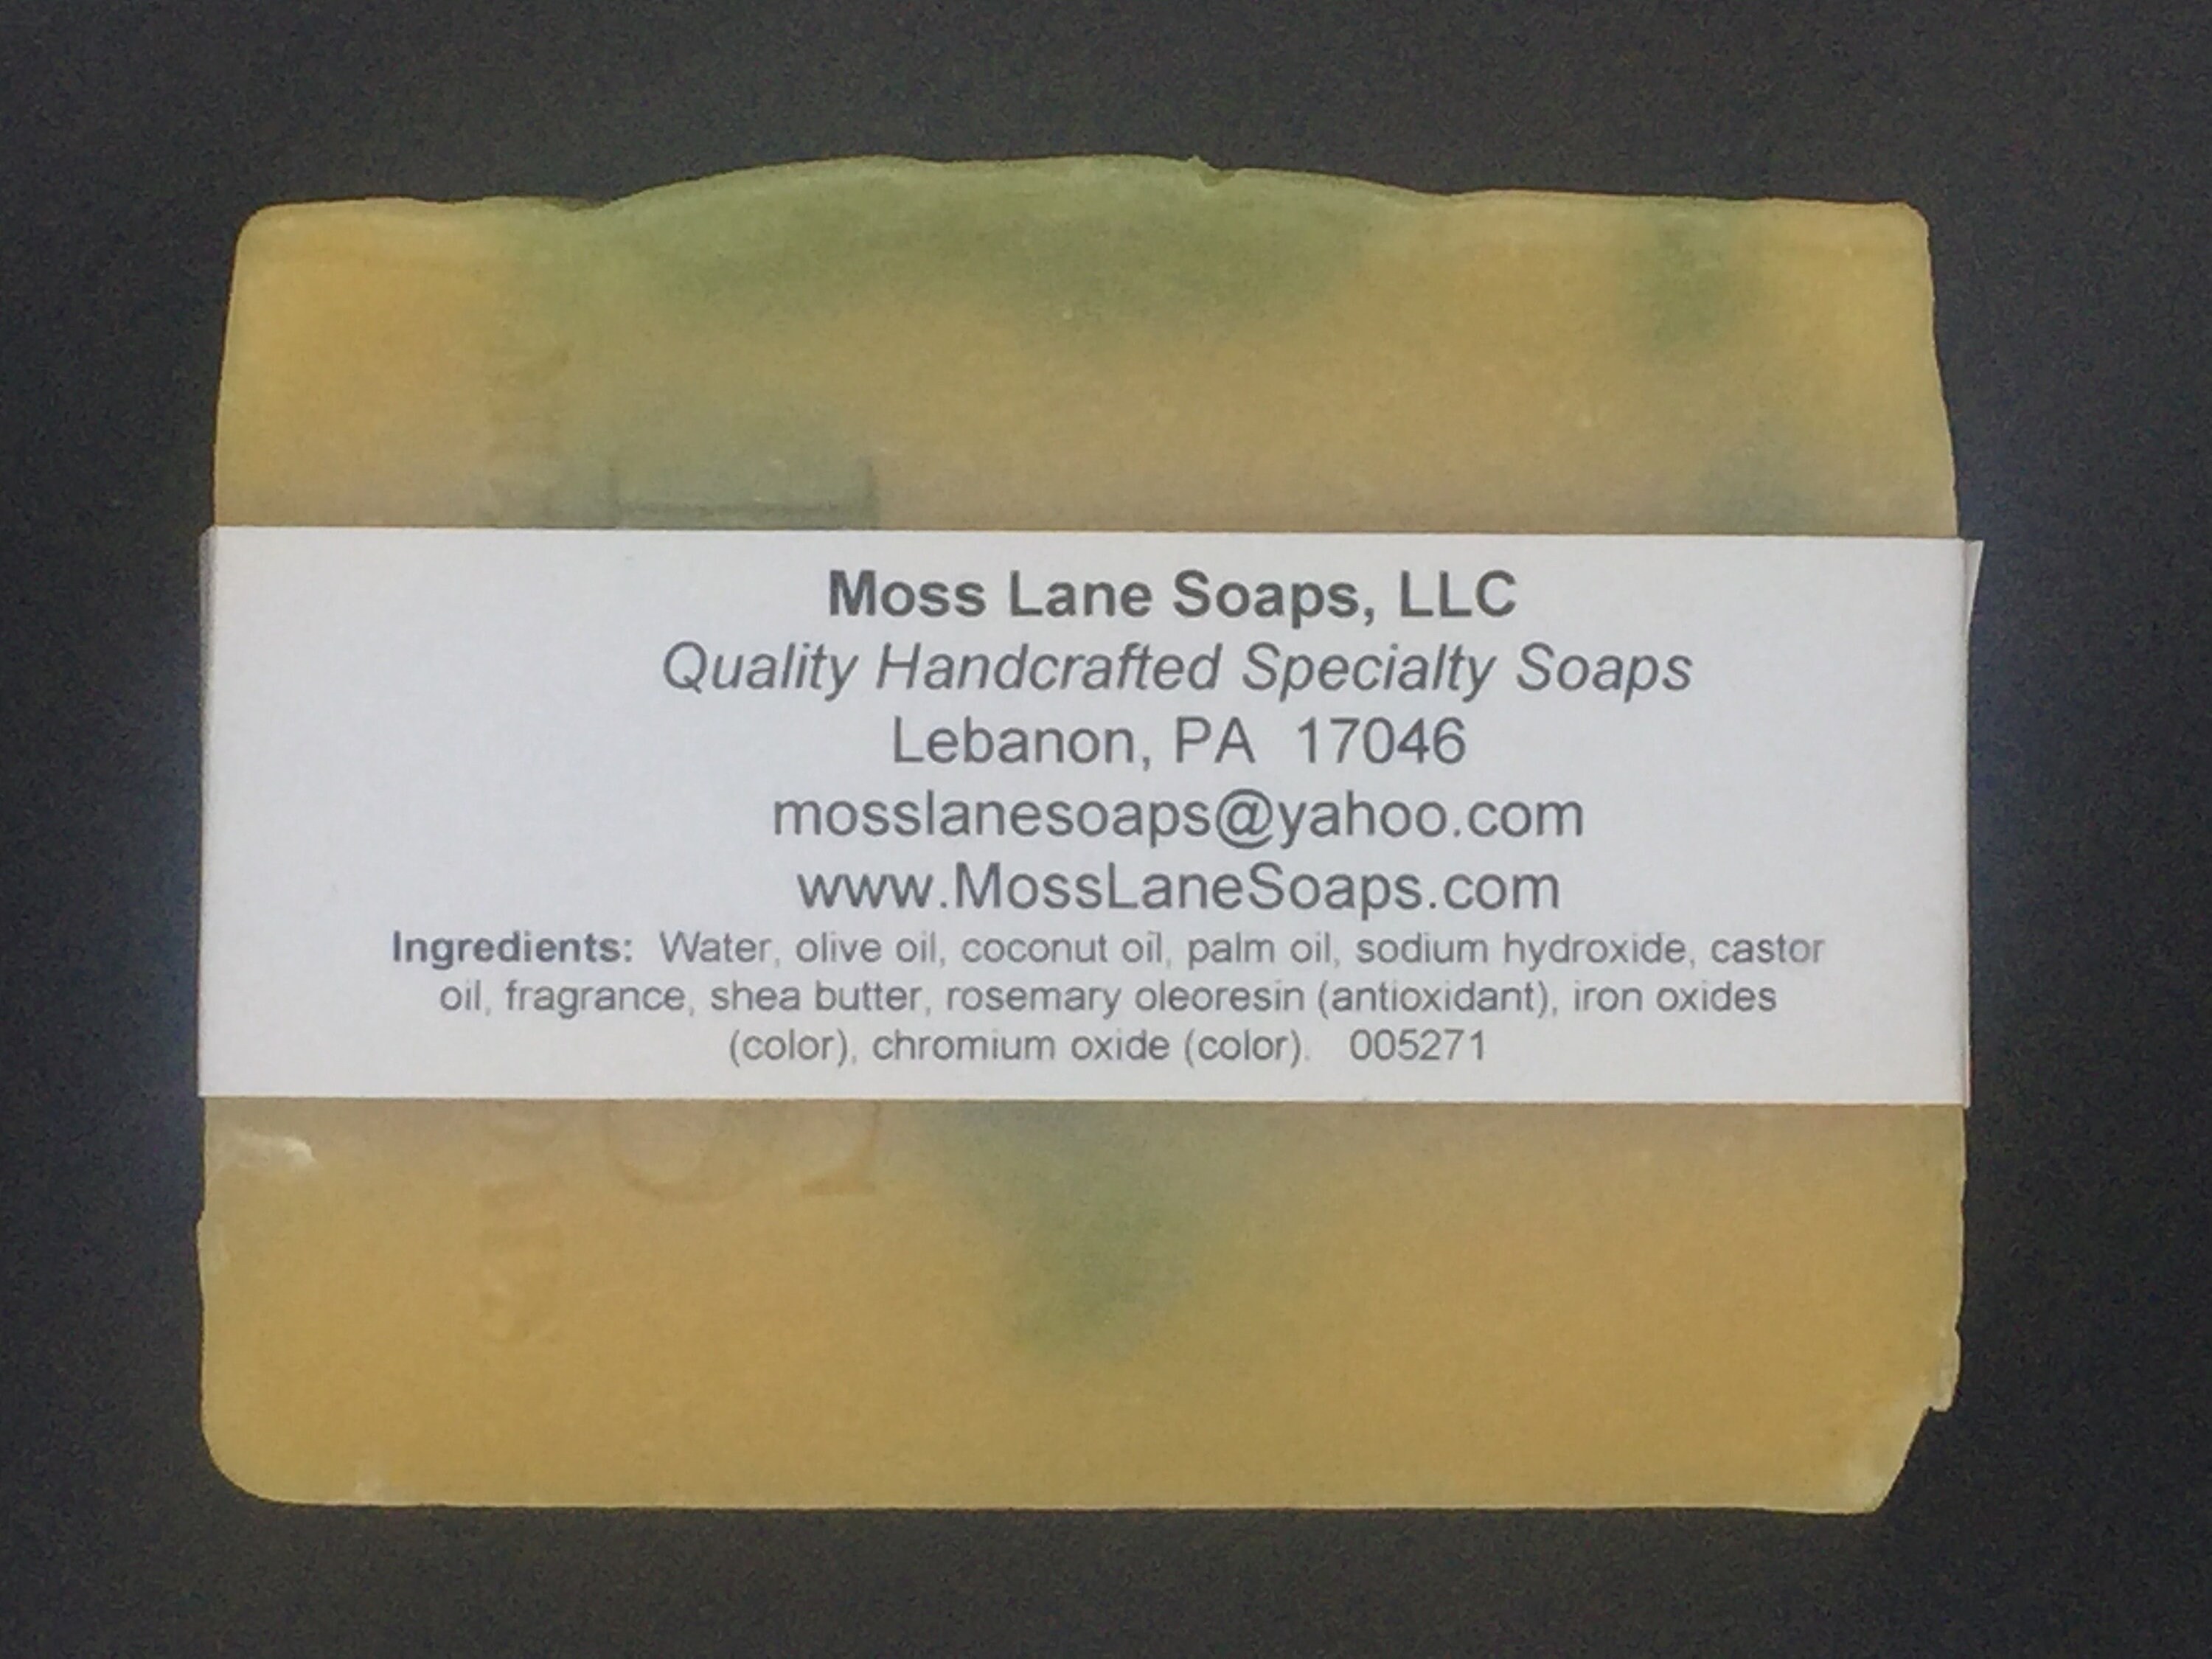 Moss Lane Soaps, LLC
Quality Handcrafted Specialty Soaps
Lebanon, PA  17046
mosslanesoaps@yahoo.com
www.MossLaneSoaps.com
Ingredients:  Water, olive oil, coconut oil, palm oil, sodium hydroxide, castor
oil, fragrance, shea butter, rosemary oleoresin (antioxidant), iron oxides
(color), chromium oxide (color).   005271